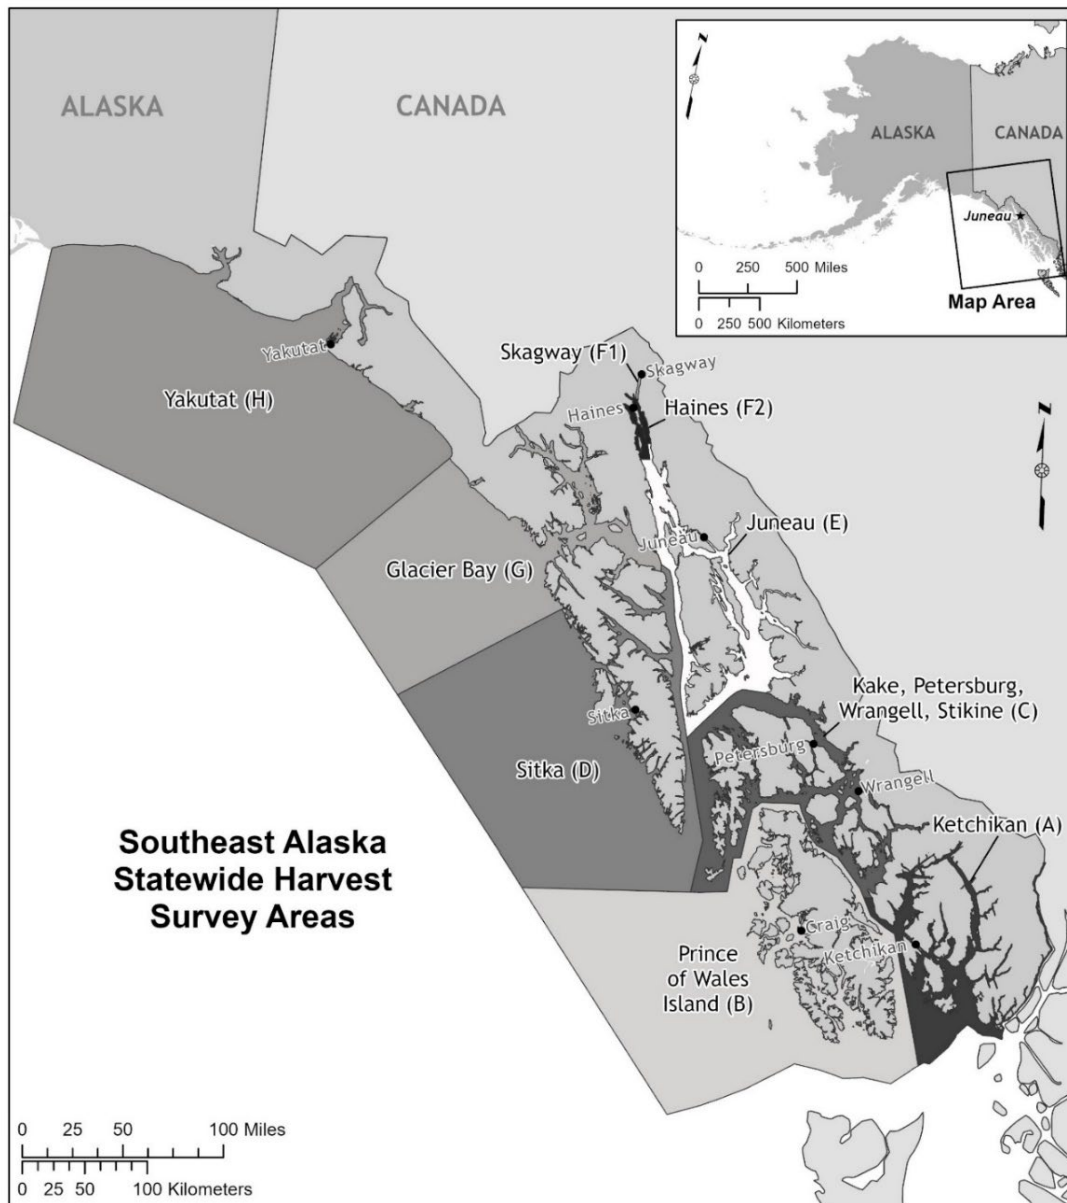 ALASKA
CANADA
N
ALASKA
CANADA
Juneau
0 250 500 Miles
0 250 500 Kilometers
Map Area
Skagway (F1)
Skagway
Yakutat
Yakutat (H)
Haines
Haines (F2)
N
Juneau (E)
Juneau
Glacier Bay (G)
Kake, Petersburg,
Wrangell, Stikine (C)
Sitka
Petersburg
Sitka (D)
Wrangell
Ketchikan (A)
Southeast Alaska
Statewide Harvest
Survey Areas
Craig
Ketchikan
Prince
of Wales
Island (B)
0 25 50 100 Miles
0 25 50 100 Kilometers